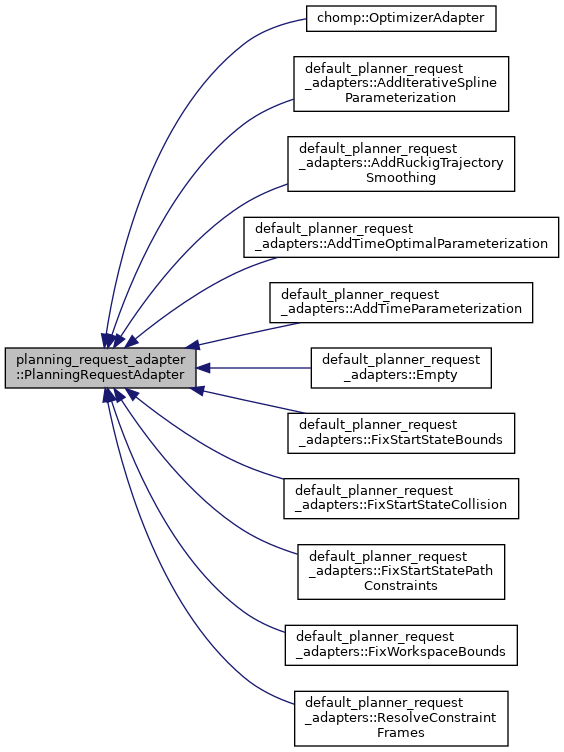 chomp::OptimizerAdapter
default_planner_request
_adapters::AddIterativeSpline
Parameterization
default_planner_request
_adapters::AddRuckigTrajectory
Smoothing
default_planner_request
_adapters::AddTimeOptimalParameterization
default_planner_request
_adapters::AddTimeParameterization
planning_request_adapter
::PlanningRequestAdapter
default_planner_request
_adapters::Empty
default_planner_request
_adapters::FixStartStateBounds
default_planner_request
_adapters::FixStartStateCollision
default_planner_request
_adapters::FixStartStatePath
Constraints
default_planner_request
_adapters::FixWorkspaceBounds
default_planner_request
_adapters::ResolveConstraint
Frames